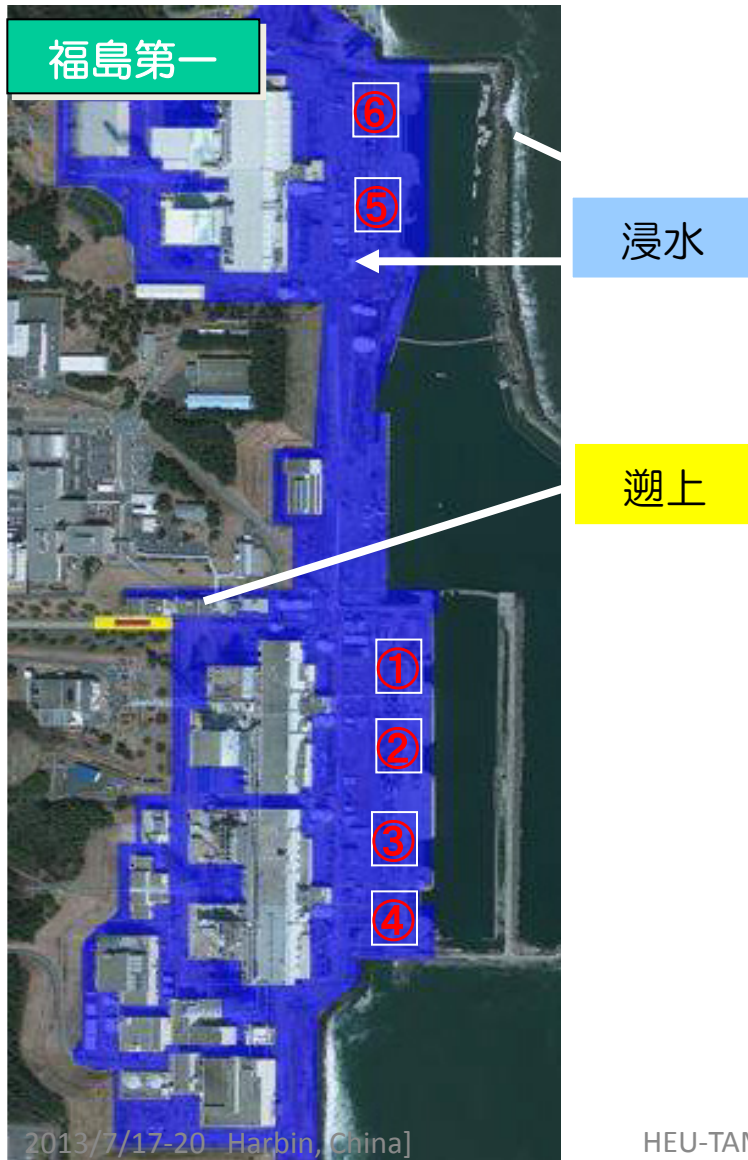 福島第一
⑥
⑤
浸水
遡上
①
②
③
④
2013/7/17-20 Harbin, China]
HEU-TAM